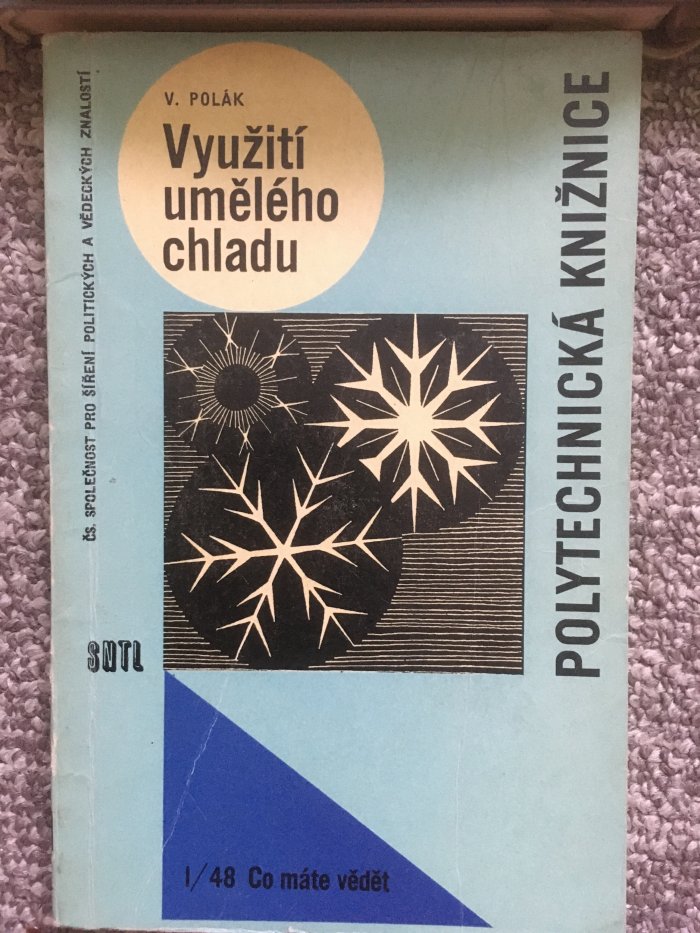 V. POLÁK
Využití
umělého
chladu
ČS. SPOLEČNOST PRO ŠÍŘENÍ POLITICKÝCH A VĚDECKÝCH ZNALOSTÍ
POLYTECHNICKÁ KNIŽNICE
SNTL
I/48 Co máte vědět